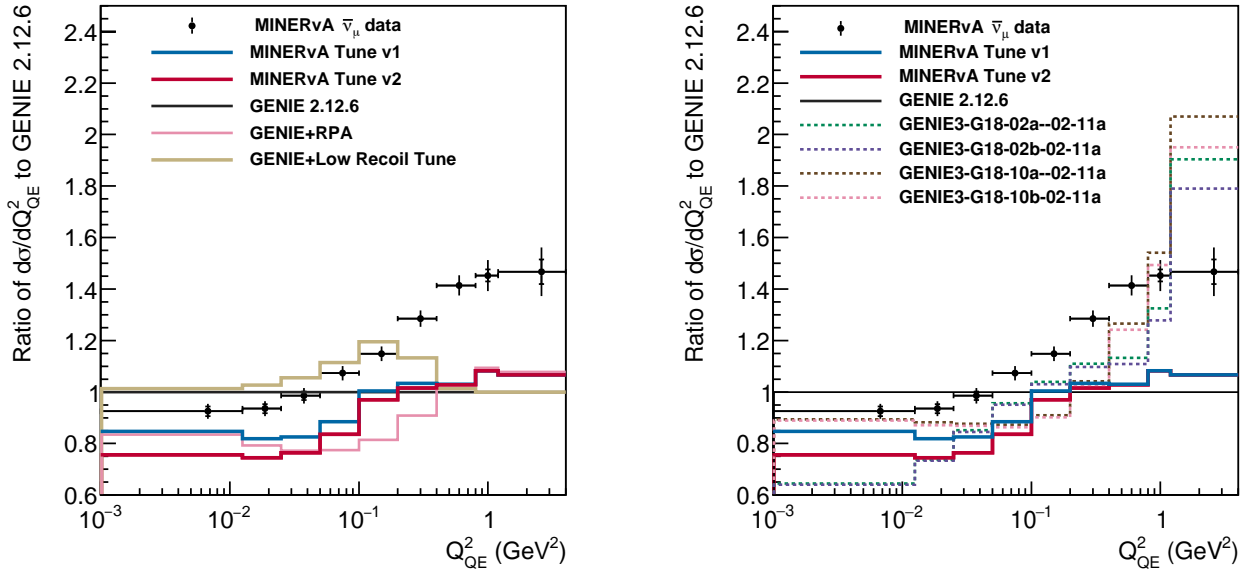 Ratio of dσ/dQ²_QE to GENIE 2.12.6
2.4
2.2
2
1.8
1.6
1.4
1.2
1
0.8
0.6
MINERvA ν̅_μ data
MINERvA Tune v1
MINERvA Tune v2
GENIE 2.12.6
GENIE+RPA
GENIE+Low Recoil Tune
10⁻³
10⁻²
10⁻¹
1
Q²_QE (GeV²)
Ratio of dσ/dQ²_QE to GENIE 2.12.6
2.4
2.2
2
1.8
1.6
1.4
1.2
1
0.8
0.6
MINERvA ν̅_μ data
MINERvA Tune v1
MINERvA Tune v2
GENIE 2.12.6
GENIE3-G18-02a--02-11a
GENIE3-G18-02b-02-11a
GENIE3-G18-10a--02-11a
GENIE3-G18-10b-02-11a
10⁻³
10⁻²
10⁻¹
1
Q²_QE (GeV²)